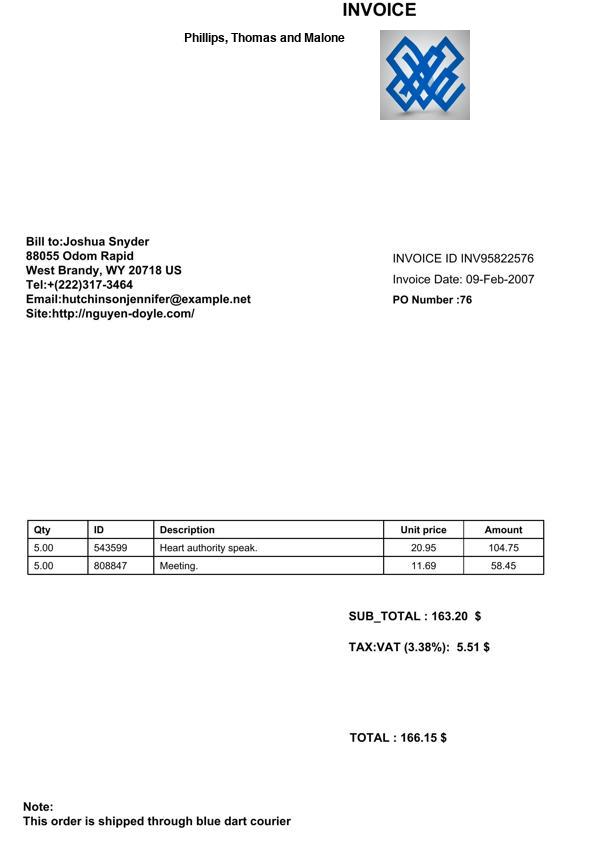 INVOICE
Phillips, Thomas and Malone
Bill to:Joshua Snyder
88055 Odom Rapid
West Brandy, WY 20718 US
Tel:+(222)317-3464
Email:hutchinsonjennifer@example.net
Site:http://nguyen-doyle.com/
INVOICE ID INV95822576
Invoice Date: 09-Feb-2007
PO Number :76
Qty ID Description Unit price Amount
5.00 543599 Heart authority speak. 20.95 104.75
5.00 808847 Meeting. 11.69 58.45
SUB_TOTAL : 163.20 $
TAX:VAT (3.38%): 5.51 $
TOTAL : 166.15 $
Note:
This order is shipped through blue dart courier